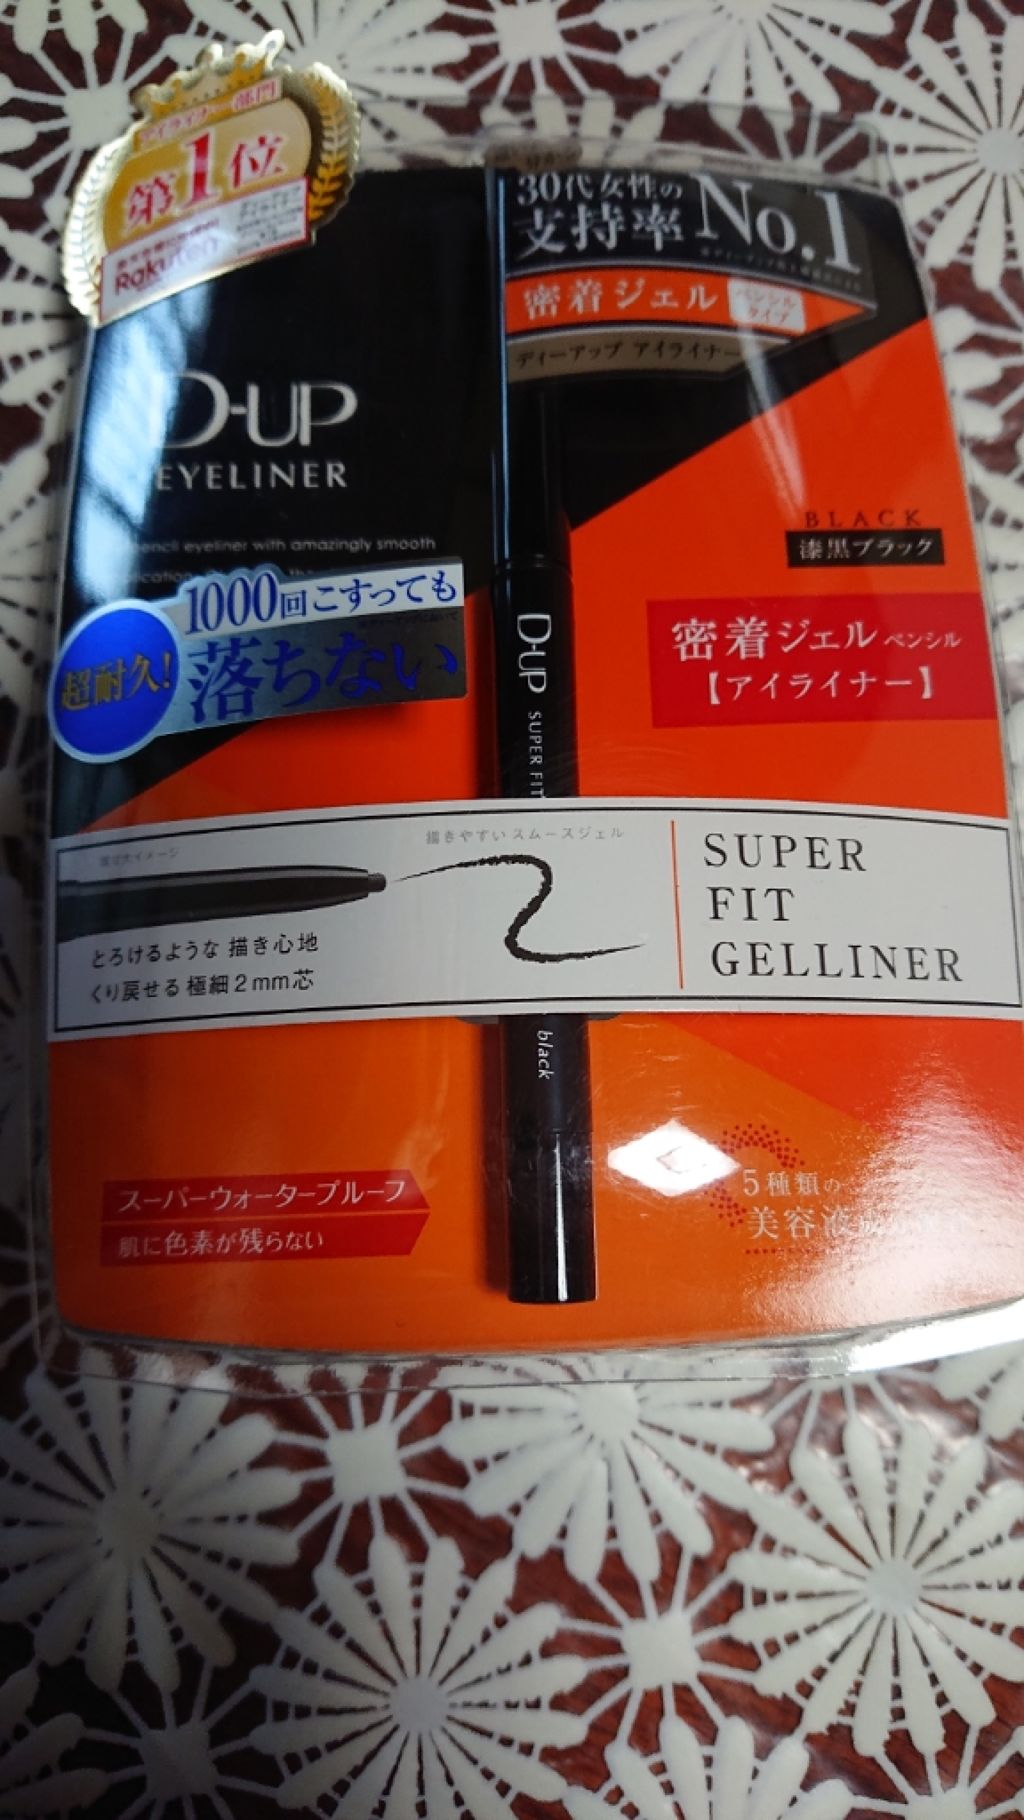 アイライナー部門
第1位
Rakuten
30代女性の
支持率 No.1
密着ジェル ペンシルタイプ
ディーアップ アイライナー
D-UP
EYELINER
pencil eyeliner with amazingly smooth
BLACK
漆黒ブラック
1000回こすっても
超耐久! 落ちない
密着ジェルペンシル
【アイライナー】
D-UP SUPER FIT
描きやすいスムースジェル
とろけるような 描き心地
くり戻せる 極細2mm芯
SUPER
FIT
GELLINER
black
スーパーウォータープルーフ
肌に色素が残らない
5種類の
美容液